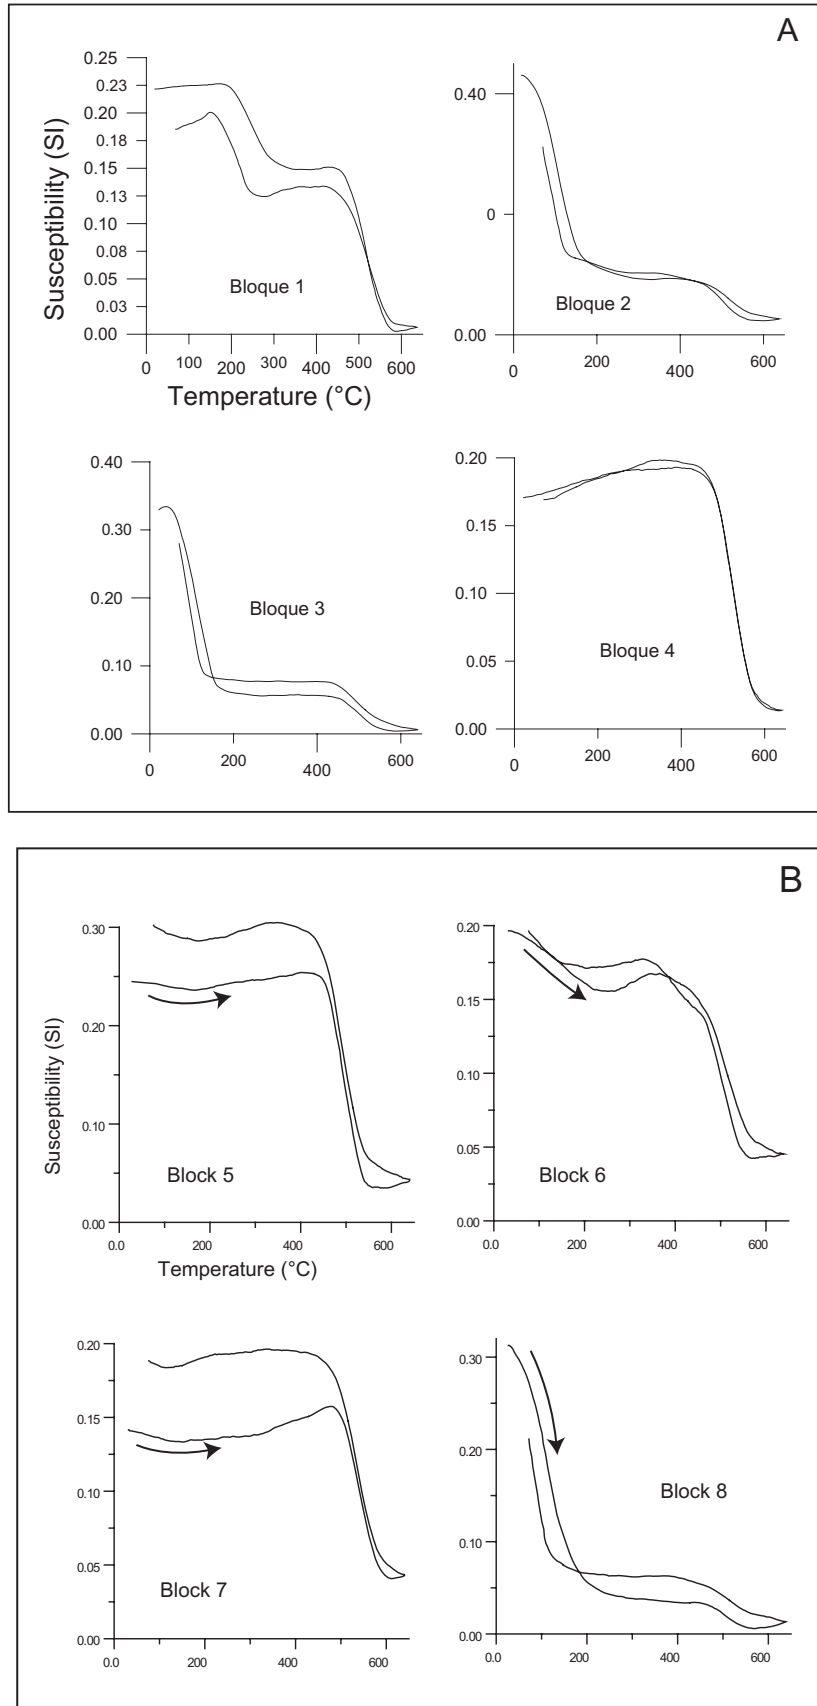 A
Susceptibility (SI)
0.25
0.23
0.20
0.18
0.15
0.13
0.10
0.08
0.05
0.03
0.00
Bloque 1
0 100 200 300 400 500 600
Temperature (°C)
0.40
0
0.00
Bloque 2
0 200 400 600
0.40
0.30
0.20
0.10
0.00
Bloque 3
0 200 400 600
0.20
0.15
0.10
0.05
0.00
Bloque 4
0 200 400 600
B
Susceptibility (SI)
0.30
0.20
0.10
0.00
Block 5
0.0 200 400 600
Temperature (°C)
0.20
0.15
0.10
0.05
0.00
Block 6
0.0 200 400 600
0.20
0.15
0.10
0.05
0.00
Block 7
0.0 200 400 600
0.30
0.20
0.10
0.00
Block 8
0.0 200 400 600